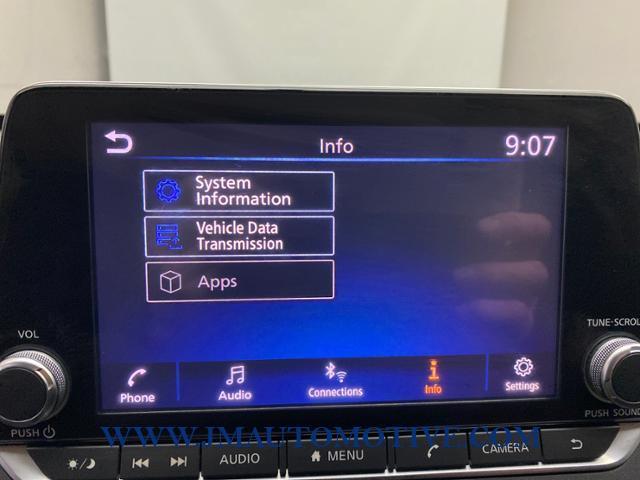 Info
9:07
System
Information
Vehicle Data
Transmission
Apps
VOL
TUNE-SCROLL
Phone
Audio
Connections
Info
Settings
PUSH
PUSH SOUND
WWW.JMAUTOMOTIVE.COM
AUDIO
MENU
CAMERA